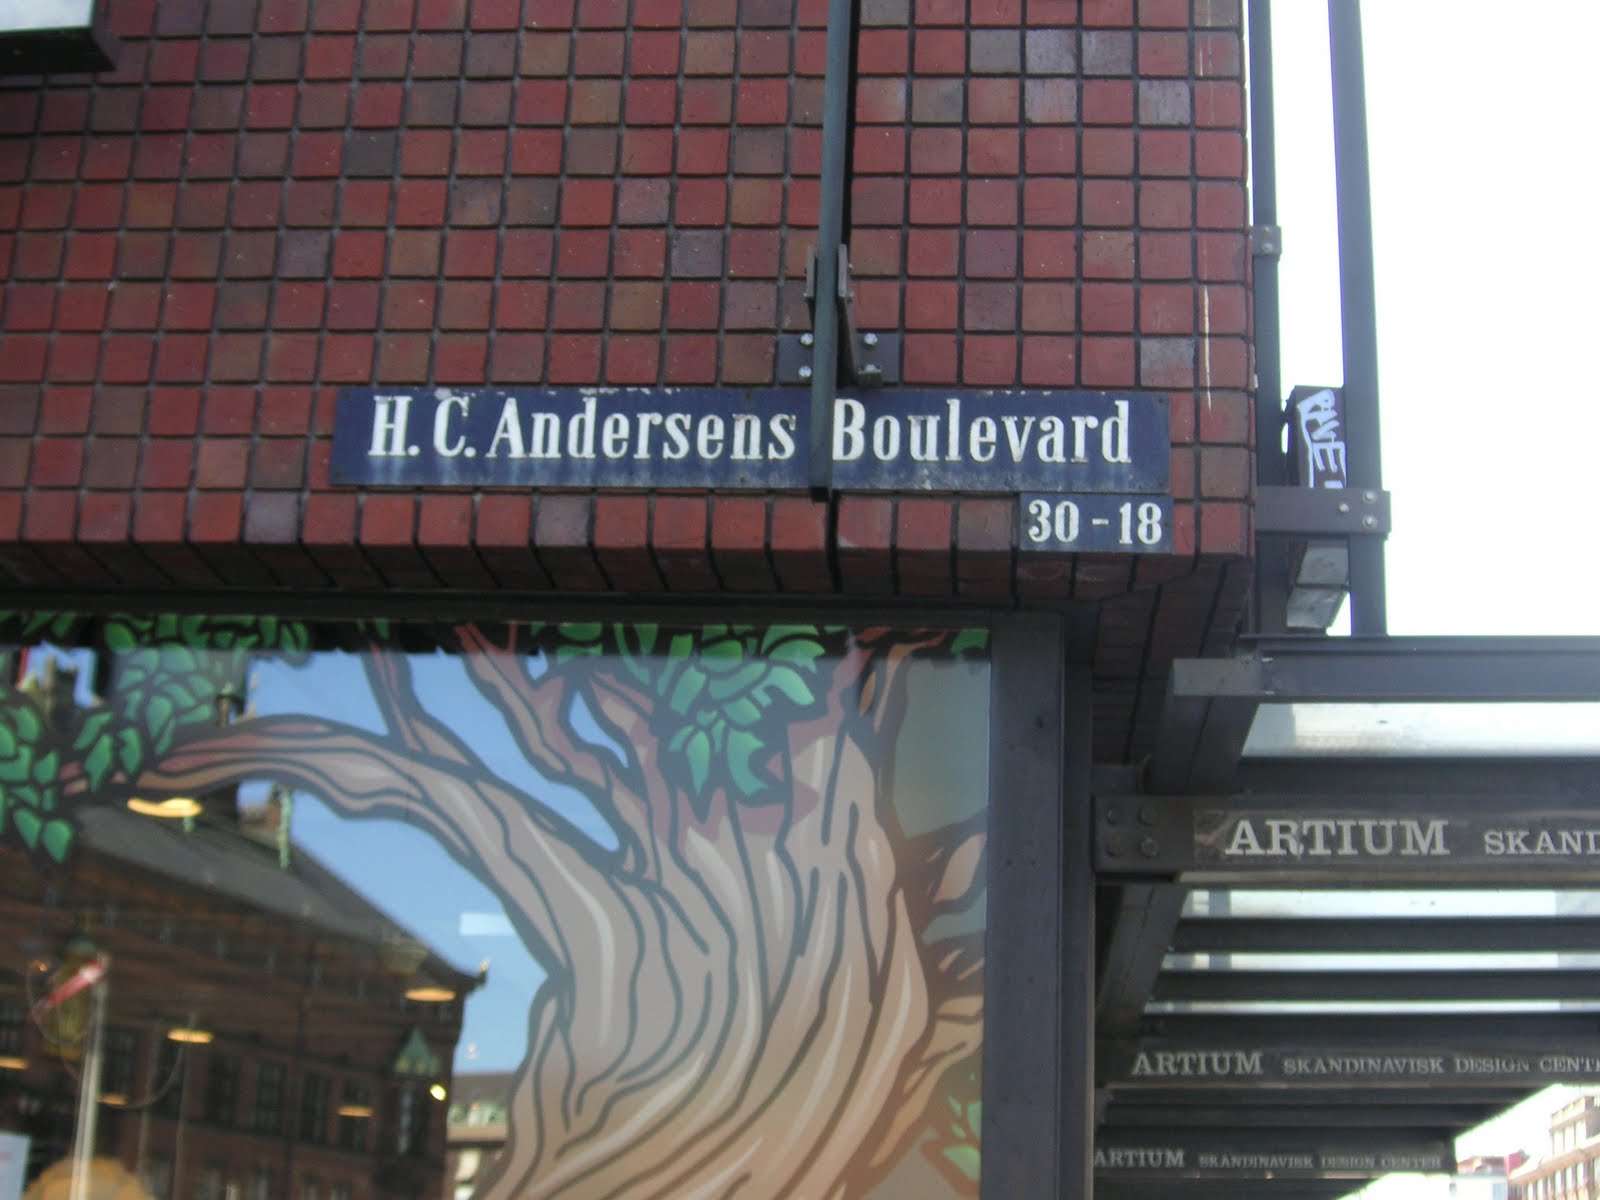 H. C. Andersens Boulevard
30 - 18
ARTIUM SKAND
ARTIUM SKANDINAVISK DESIGN CENT
ARTIUM SKANDINAVISK DESIGN CENTER